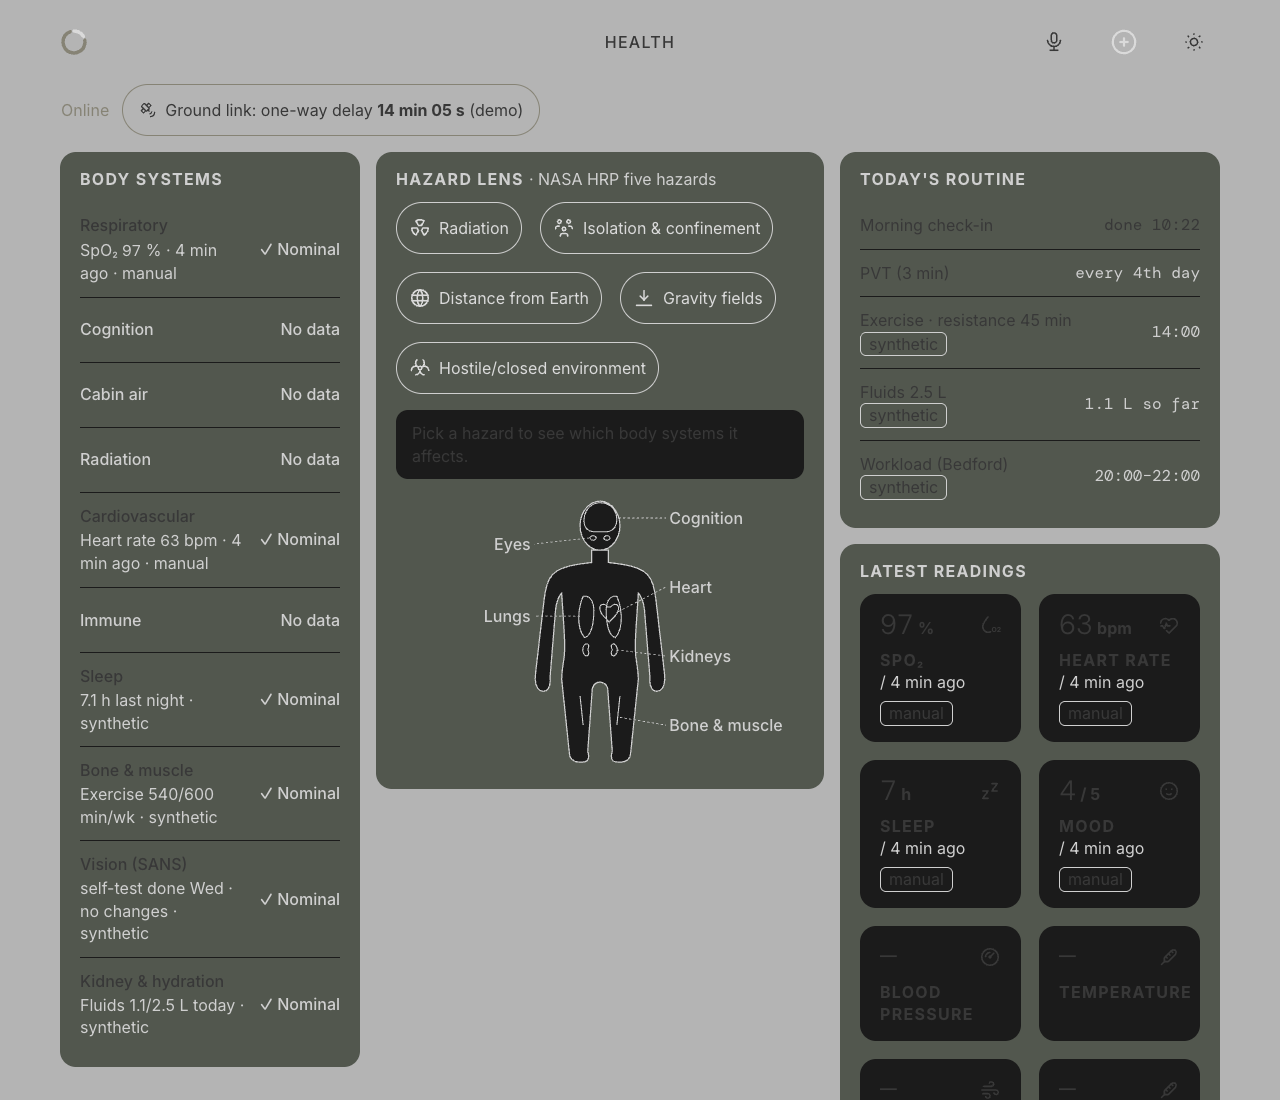 HEALTH
Online
Ground link: one-way delay 14 min 05 s (demo)
BODY SYSTEMS
Respiratory
SpO₂ 97 % · 4 min
ago · manual
✓ Nominal
Cognition
No data
Cabin air
No data
Radiation
No data
Cardiovascular
Heart rate 63 bpm · 4
min ago · manual
✓ Nominal
Immune
No data
Sleep
7.1 h last night ·
synthetic
✓ Nominal
Bone & muscle
Exercise 540/600
min/wk · synthetic
✓ Nominal
Vision (SANS)
self-test done Wed ·
no changes ·
synthetic
✓ Nominal
Kidney & hydration
Fluids 1.1/2.5 L today ·
synthetic
✓ Nominal
HAZARD LENS · NASA HRP five hazards
Radiation
Isolation & confinement
Distance from Earth
Gravity fields
Hostile/closed environment
Pick a hazard to see which body systems it
affects.
Cognition
Eyes
Heart
Lungs
Kidneys
Bone & muscle
TODAY'S ROUTINE
Morning check-in
done 10:22
PVT (3 min)
every 4th day
Exercise · resistance 45 min
synthetic
14:00
Fluids 2.5 L
synthetic
1.1 L so far
Workload (Bedford)
synthetic
20:00–22:00
LATEST READINGS
97 %
SPO₂
/ 4 min ago
manual
63 bpm
HEART RATE
/ 4 min ago
manual
7 h
zZ
SLEEP
/ 4 min ago
manual
4 / 5
MOOD
/ 4 min ago
manual
—
BLOOD
PRESSURE
—
TEMPERATURE
—
—